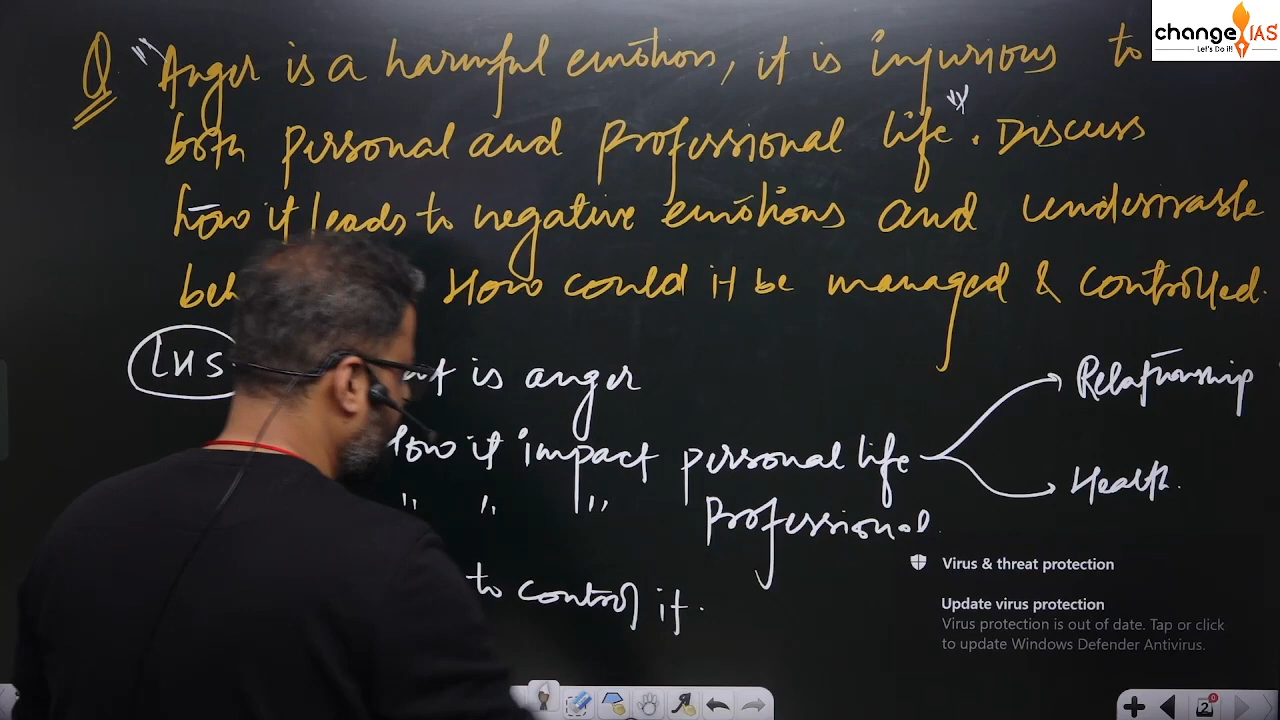 change IAS
Let's Do it!
Q. "Anger is a harmful emotion, it is injurious to
both personal and professional life". Discuss
how it leads to negative emotions and undesirable
How could it be managed & controlled.
is anger
Relationship
How it impact personal life
Health.
" " " Professional.
to control it.
Virus & threat protection
Update virus protection
Virus protection is out of date. Tap or click
to update Windows Defender Antivirus.
2